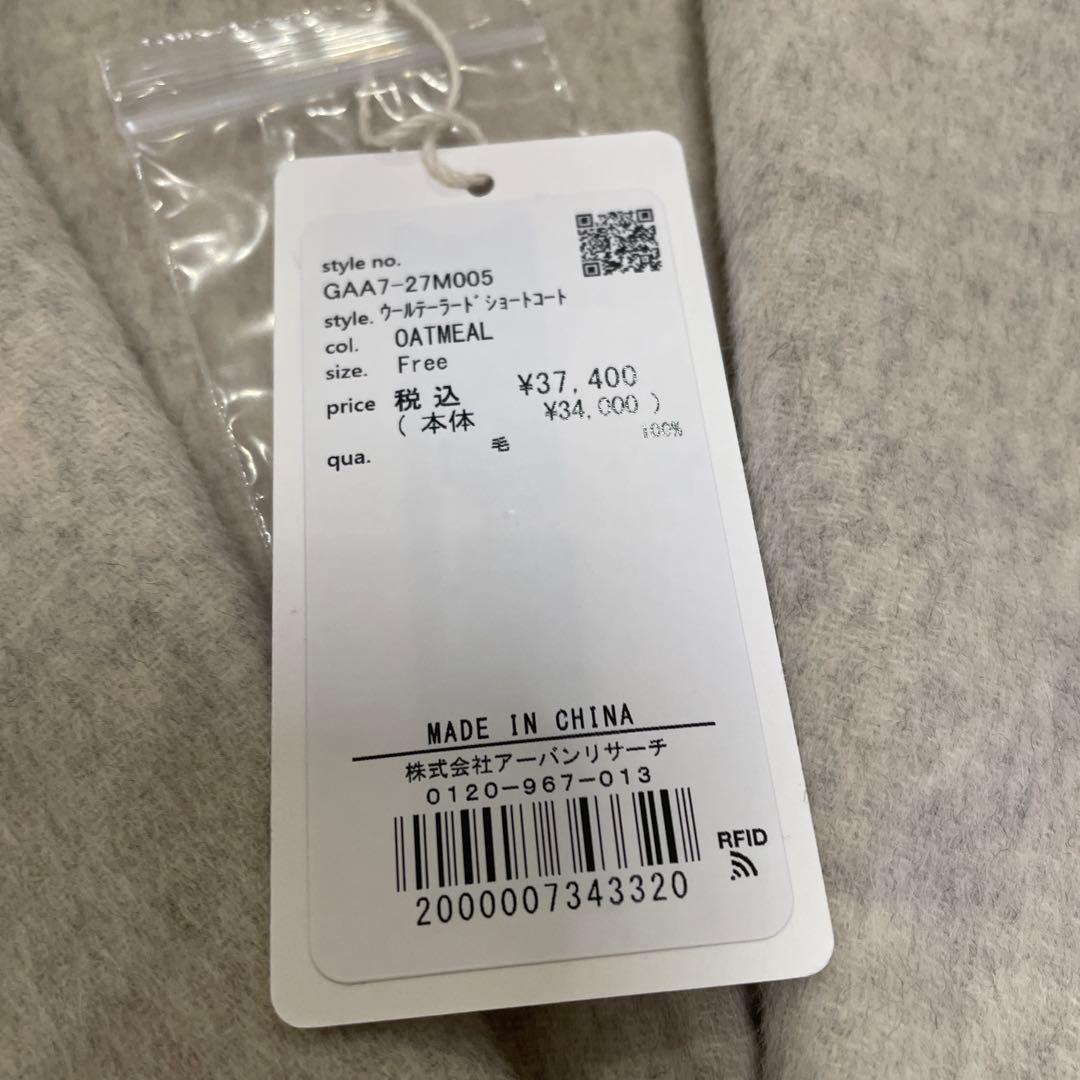 style no.
GAA7-27M005
style. ｳｰﾙﾃｰﾗｰﾄﾞｼｮｰﾄｺｰﾄ
col. OATMEAL
size. Free
price 税込 ¥37,400
(本体 ¥34,000)
qua. 毛 100%
MADE IN CHINA
株式会社アーバンリサーチ
0120-967-013
RFID
2000007343320